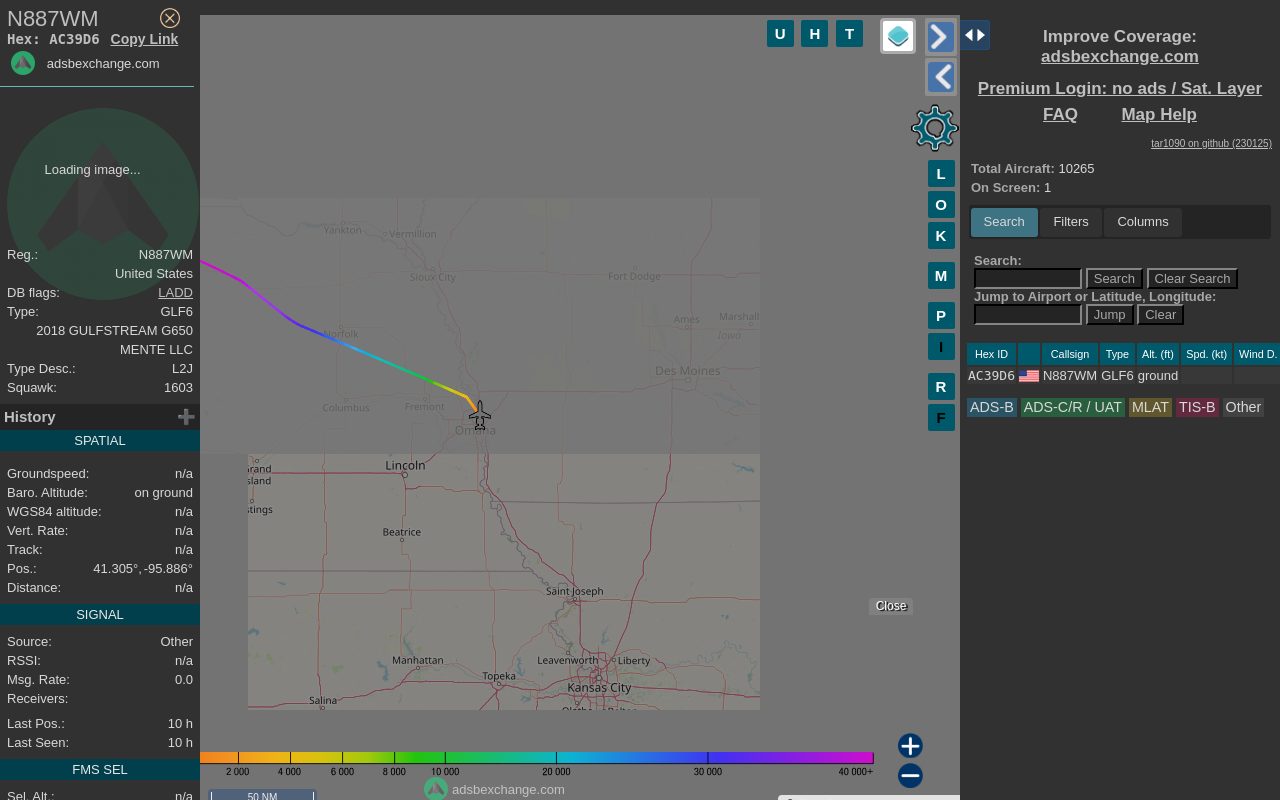 N887WM
Hex: AC39D6 Copy Link
adsbexchange.com
Loading image...
Reg.: N887WM
United States
DB flags: LADD
Type: GLF6
2018 GULFSTREAM G650
MENTE LLC
Type Desc.: L2J
Squawk: 1603
History
SPATIAL
Groundspeed: n/a
Baro. Altitude: on ground
WGS84 altitude: n/a
Vert. Rate: n/a
Track: n/a
Pos.: 41.305°, -95.886°
Distance: n/a
SIGNAL
Source: Other
RSSI: n/a
Msg. Rate: 0.0
Receivers:
Last Pos.: 10 h
Last Seen: 10 h
FMS SEL
Sel. Alt.: n/a
U H T
L
O
K
M
P
I
R
F
Yankton
Vermillion
Sioux City
Fort Dodge
Norfolk
Ames
Marshall
Iowa
Des Moines
Columbus
Fremont
Omaha
Lincoln
rand
sland
stings
Beatrice
Saint Joseph
Manhattan
Leavenworth
Liberty
Topeka
Kansas City
Salina
Close
2 000 4 000 6 000 8 000 10 000 20 000 30 000 40 000+
adsbexchange.com
50 NM
Improve Coverage:
adsbexchange.com
Premium Login: no ads / Sat. Layer
FAQ Map Help
tar1090 on github (230125)
Total Aircraft: 10265
On Screen: 1
Search Filters Columns
Search:
Search Clear Search
Jump to Airport or Latitude, Longitude:
Jump Clear
Hex ID Callsign Type Alt. (ft) Spd. (kt) Wind D.
AC39D6 N887WM GLF6 ground
ADS-B ADS-C/R / UAT MLAT TIS-B Other